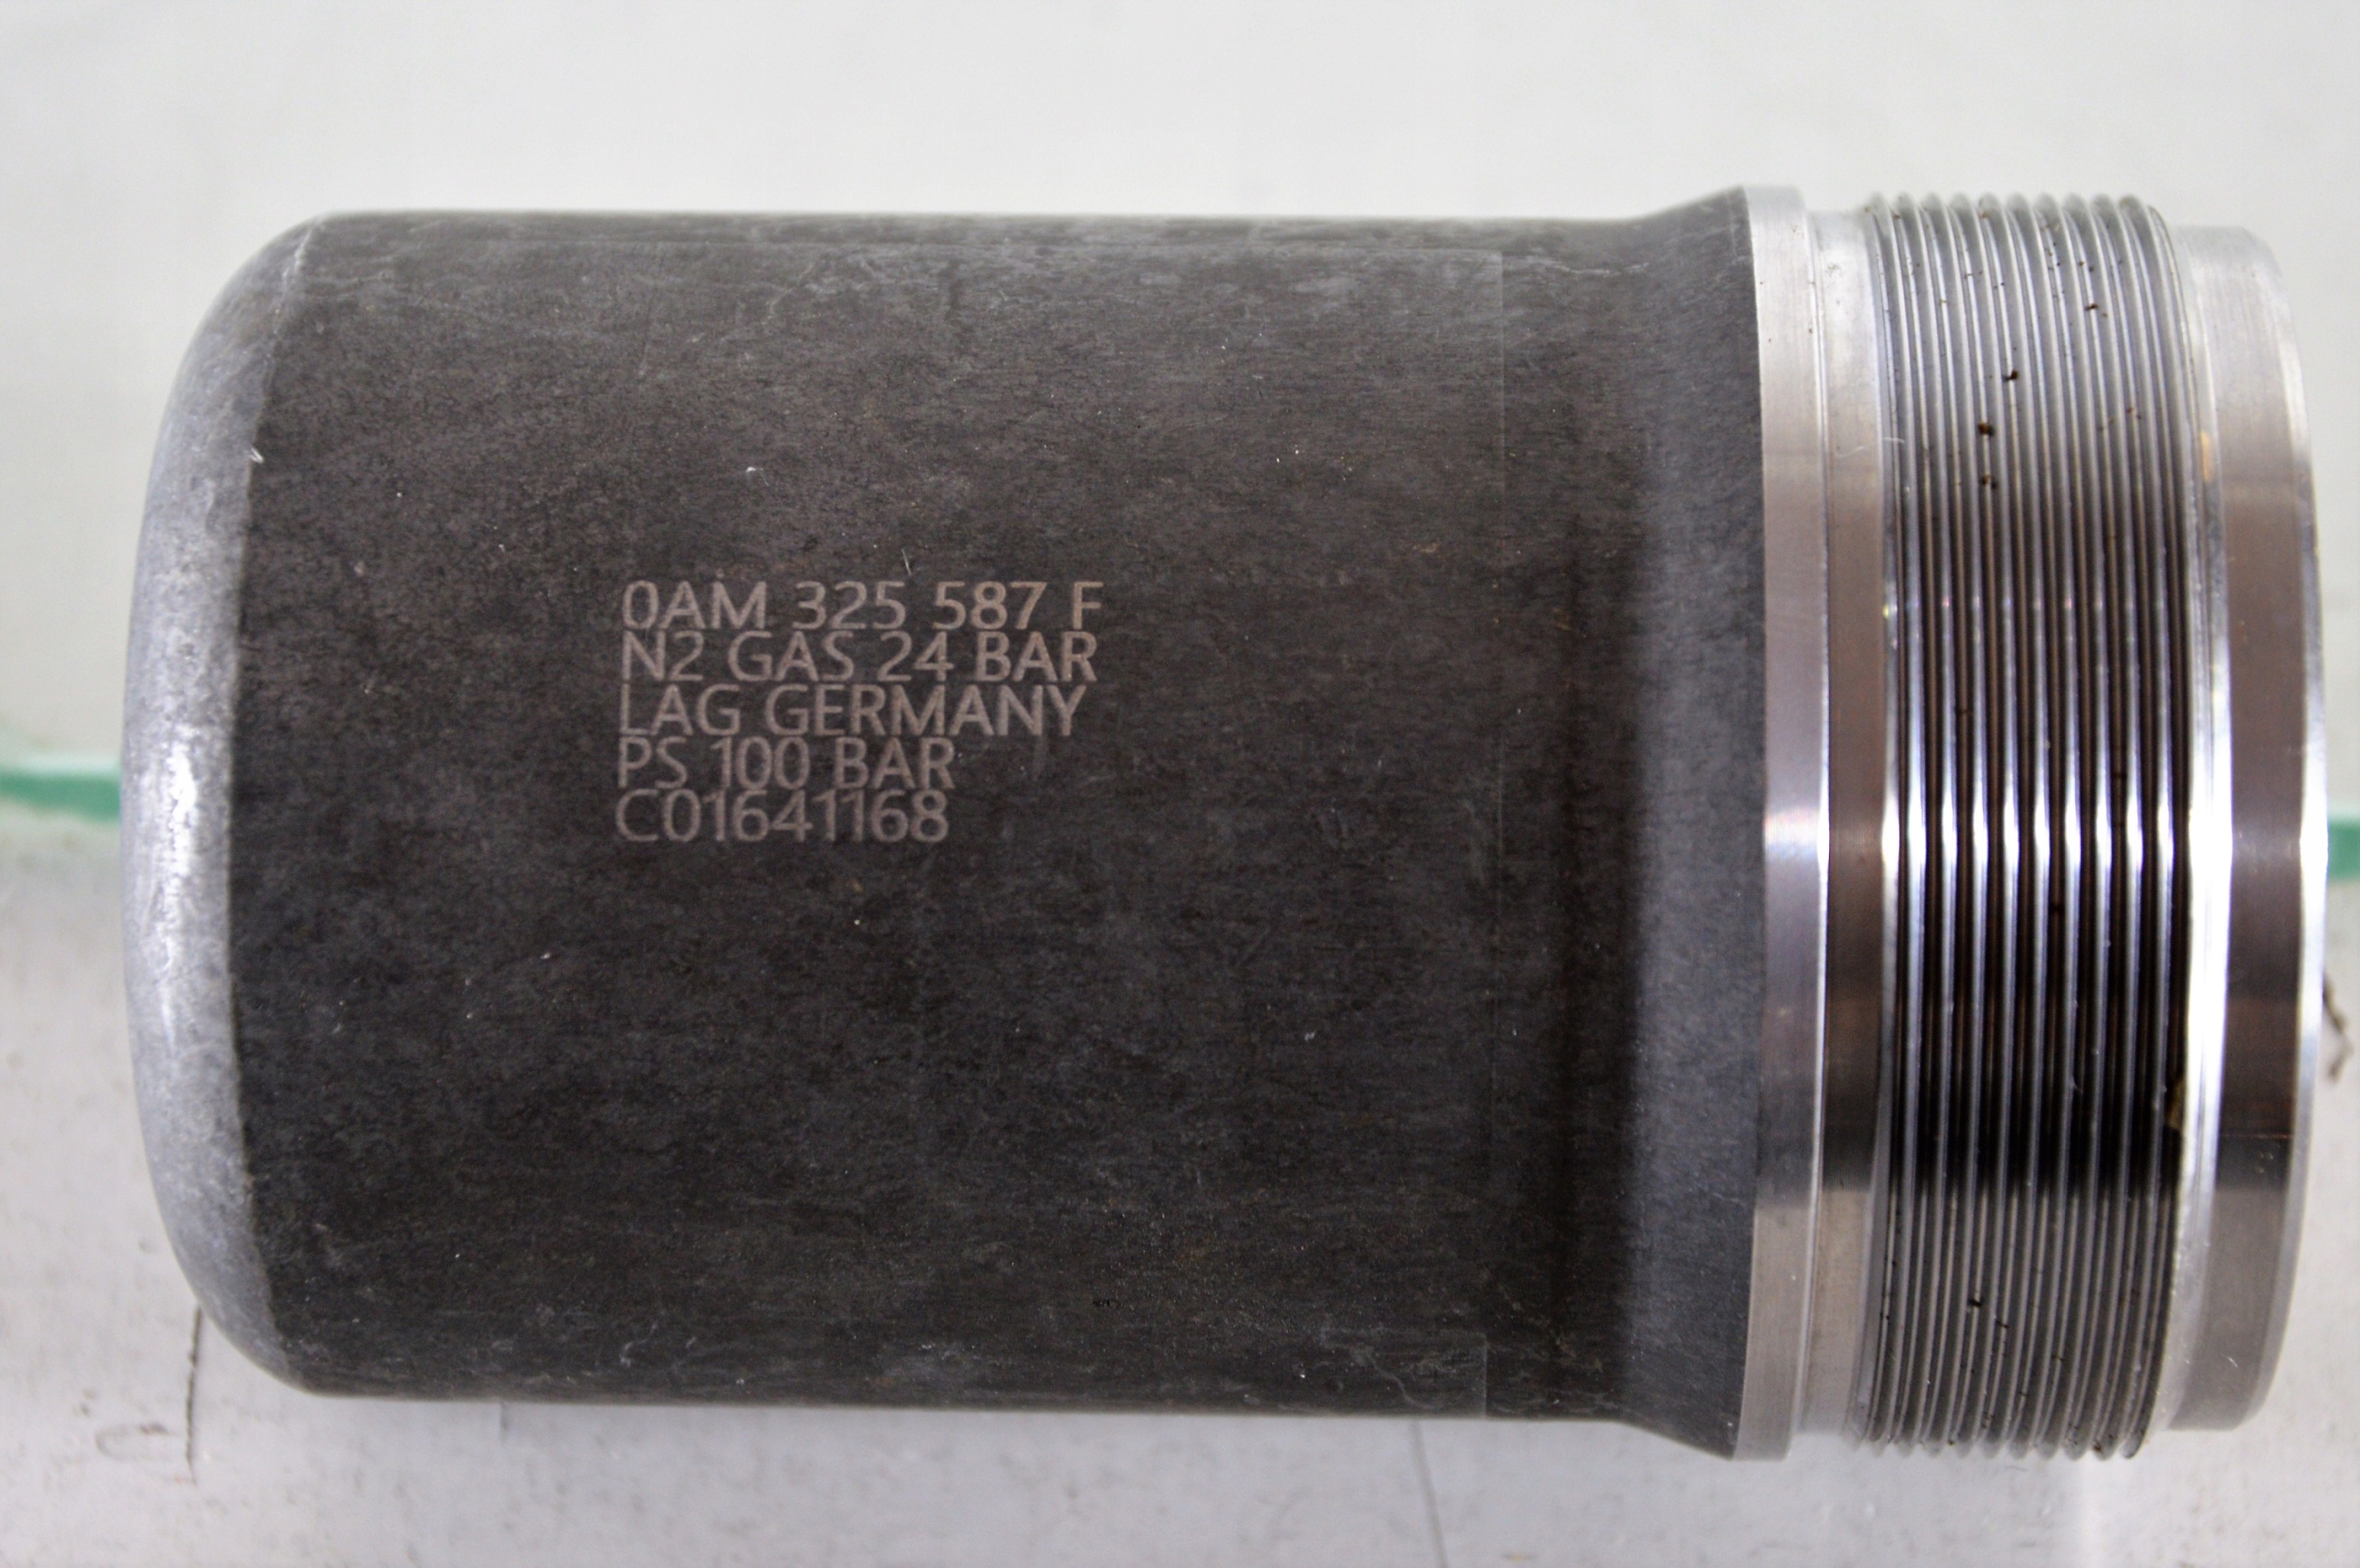 0AM 325 587 F
N2 GAS 24 BAR
LAG GERMANY
PS 100 BAR
C01641168